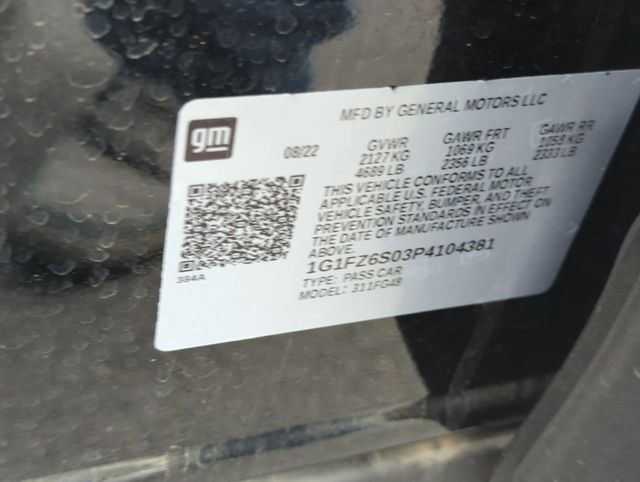 gm
MFD BY GENERAL MOTORS LLC
08/22 GVWR GAWR FRT GAWR RR
2127 KG 1069 KG 1058 KG
4689 LB 2356 LB 2333 LB
THIS VEHICLE CONFORMS TO ALL
APPLICABLE U.S. FEDERAL MOTOR
VEHICLE SAFETY, BUMPER, AND THEFT
PREVENTION STANDARDS IN EFFECT ON
THE DATE OF MANUFACTURE SHOWN
ABOVE.
1G1FZ6S03P4104381
TYPE: PASS CAR
MODEL: 311FG48